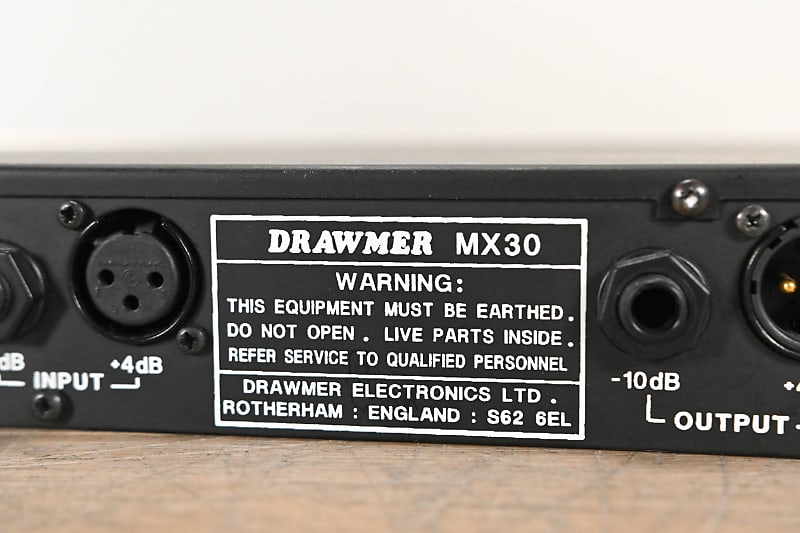 DRAWMER MX30
WARNING:
THIS EQUIPMENT MUST BE EARTHED.
DO NOT OPEN. LIVE PARTS INSIDE.
REFER SERVICE TO QUALIFIED PERSONNEL
DRAWMER ELECTRONICS LTD.
ROTHERHAM : ENGLAND : S62 6EL
dB
+4dB
INPUT
-10dB
OUTPUT